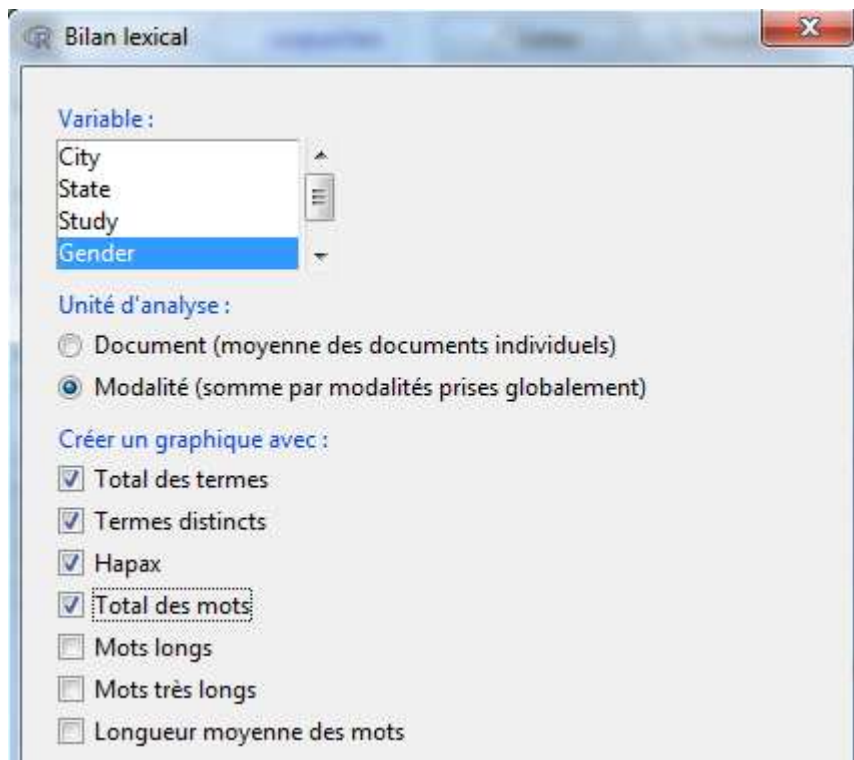 Bilan lexical
Variable :
City
State
Study
Gender
Unité d'analyse :
Document (moyenne des documents individuels)
Modalité (somme par modalités prises globalement)
Créer un graphique avec :
Total des termes
Termes distincts
Hapax
Total des mots
Mots longs
Mots très longs
Longueur moyenne des mots